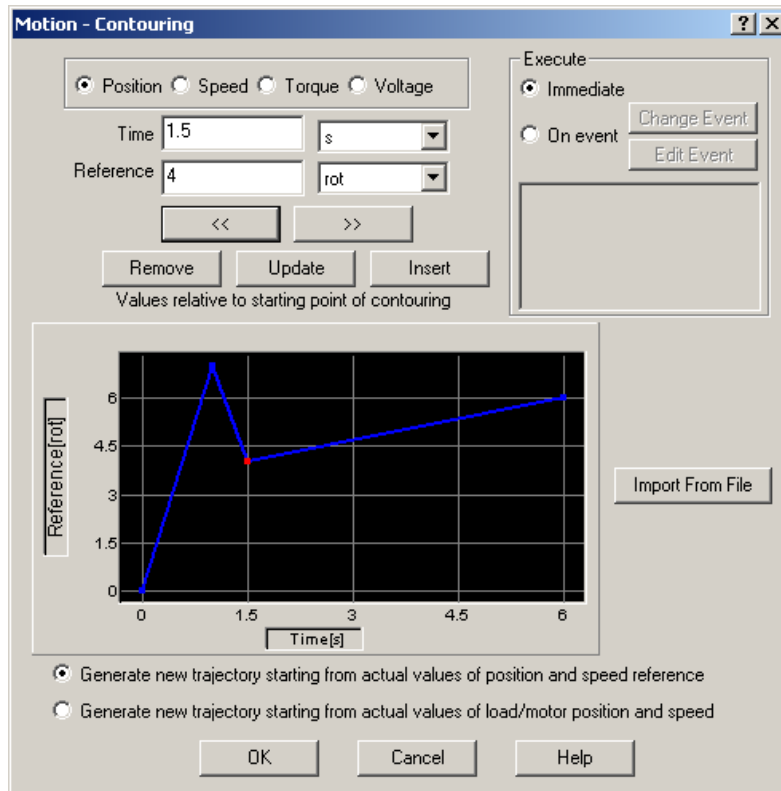 Motion - Contouring
Position Speed Torque Voltage
Time 1.5 s
Reference 4 rot
<< >>
Remove Update Insert
Values relative to starting point of contouring
Execute
Immediate
On event
Change Event
Edit Event
Reference[rot]
6
4.5
3
1.5
0
0 1.5 3 4.5 6
Time[s]
Import From File
Generate new trajectory starting from actual values of position and speed reference
Generate new trajectory starting from actual values of load/motor position and speed
OK Cancel Help